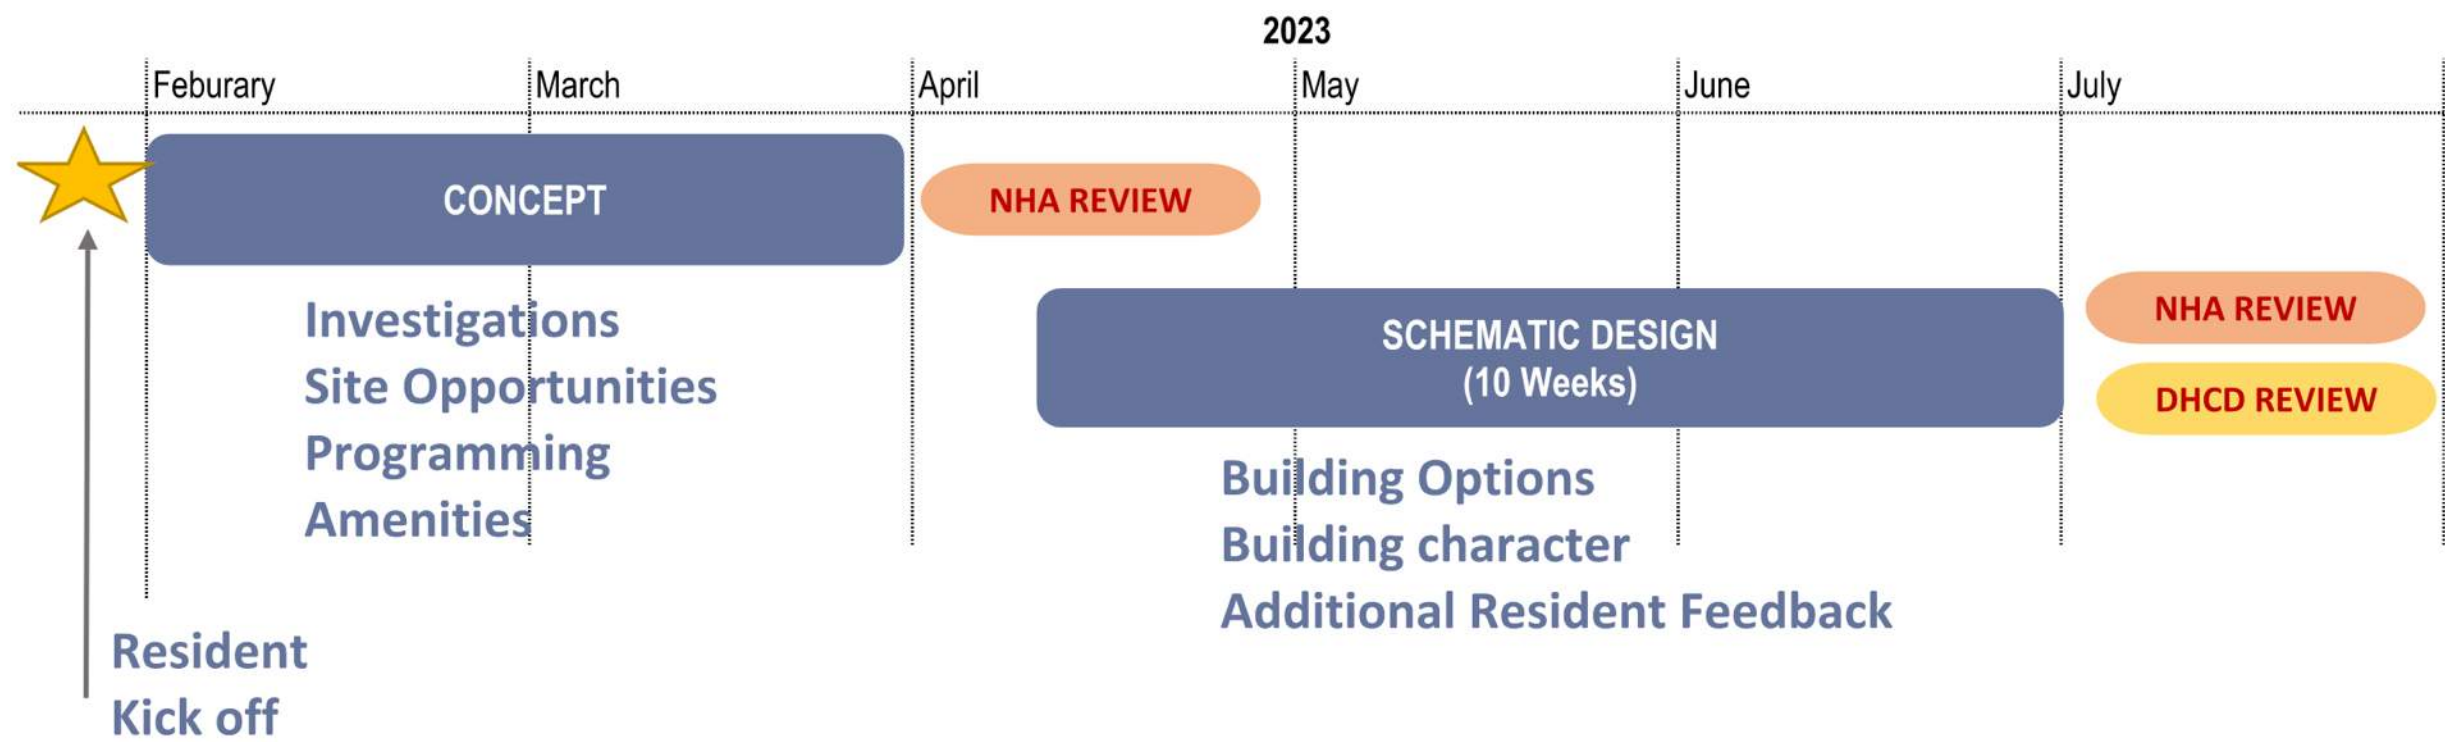 2023
Feburary
March
April
May
June
July
CONCEPT
NHA REVIEW
Investigations
Site Opportunities
Programming
Amenities
SCHEMATIC DESIGN
(10 Weeks)
NHA REVIEW
DHCD REVIEW
Building Options
Building character
Additional Resident Feedback
Resident
Kick off